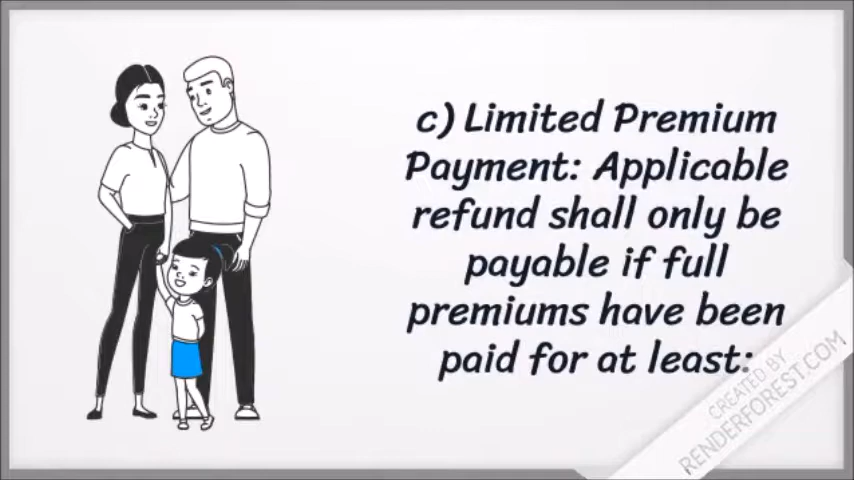 c) Limited Premium
Payment: Applicable
refund shall only be
payable if full
premiums have been
paid for at least:
CREATED BY
RENDERFOREST.COM